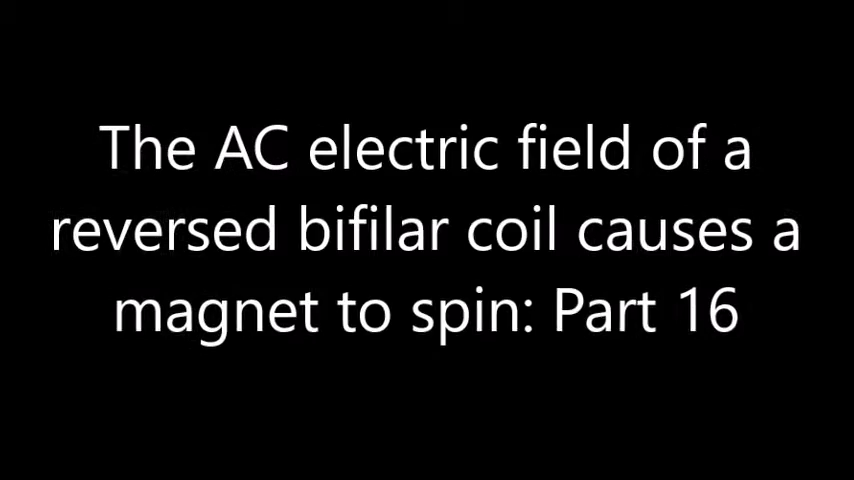 The AC electric field of a
reversed bifilar coil causes a
magnet to spin: Part 16